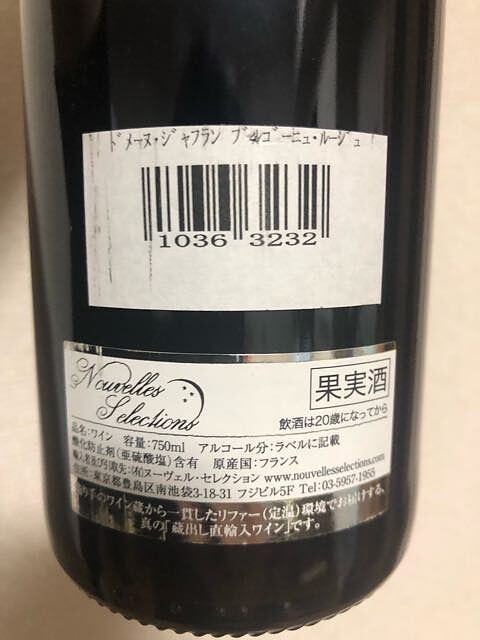 ドメーヌ・ジャフラン ブルゴーニュ・ルージュ
1036 3232
Nouvelles Selections
果実酒
飲酒は20歳になってから
品名:ワイン 容量:750ml アルコール分:ラベルに記載
酸化防止剤(亜硫酸塩)含有 原産国:フランス
輸入者及び引取先:(有)ヌーヴェル・セレクション www.nouvellesselections.com
住所:東京都豊島区南池袋3-18-31 フジビル5F Tel:03-5957-1955
手のワイン蔵から一貫したリファー(定温)環境でお届けする、
真の「蔵出し直輸入ワイン」です。